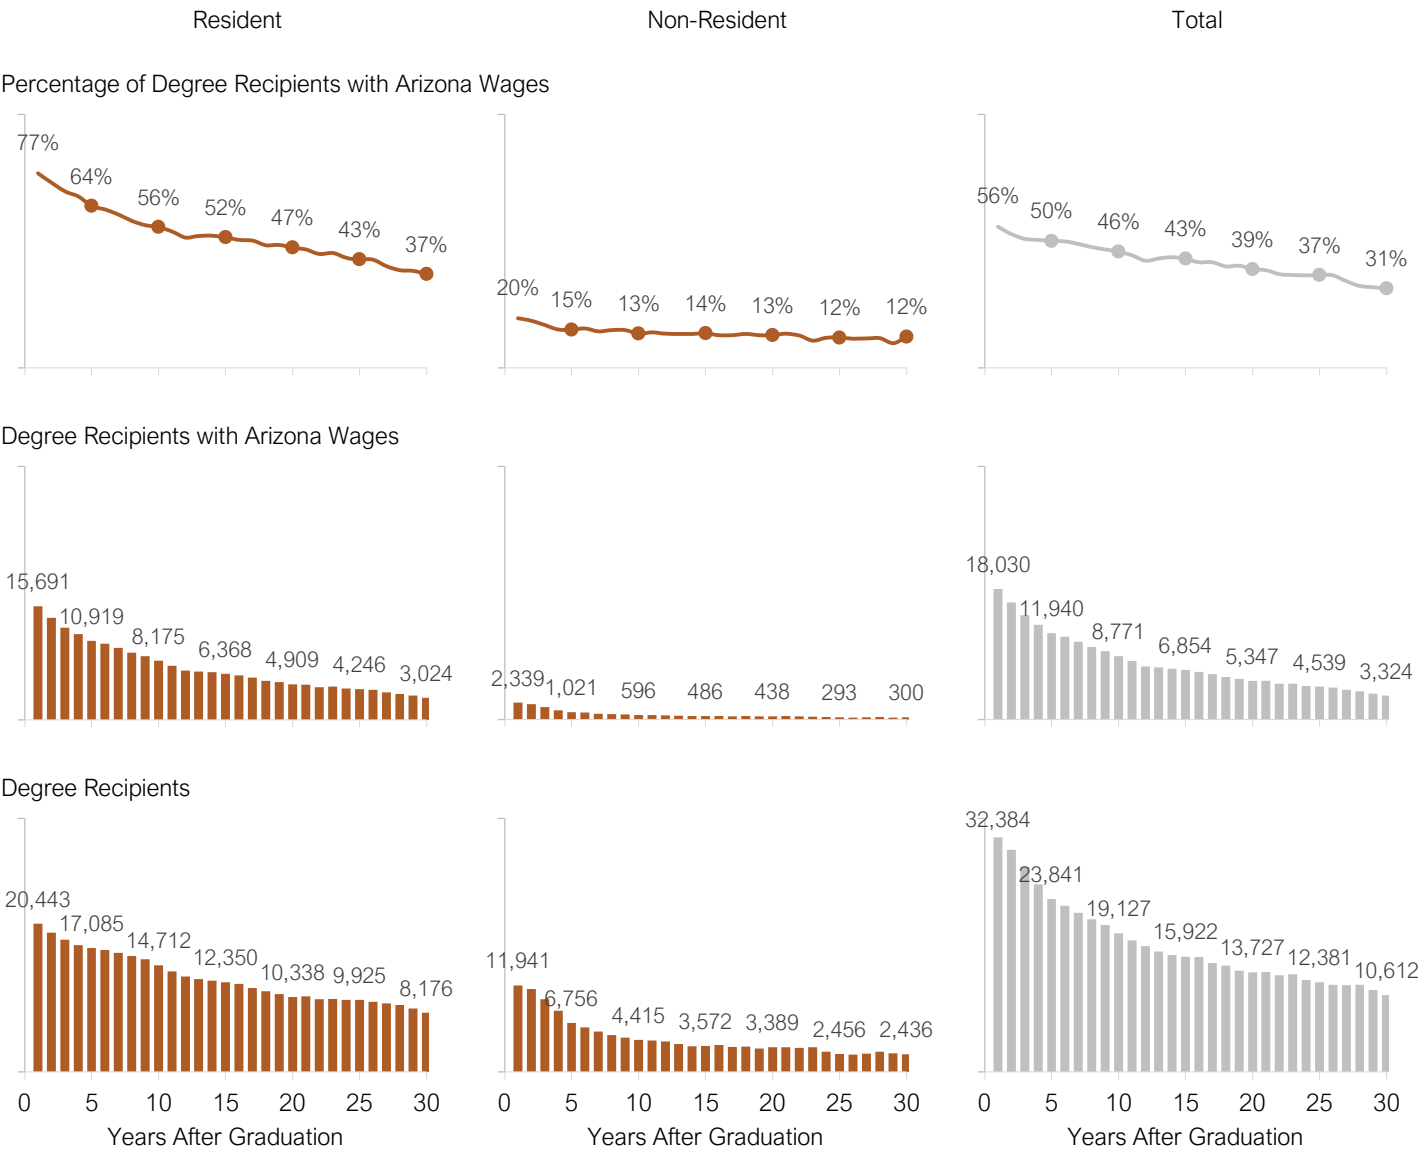 Resident Non-Resident Total
Percentage of Degree Recipients with Arizona Wages
77% 64% 56% 52% 47% 43% 37%
20% 15% 13% 14% 13% 12% 12%
56% 50% 46% 43% 39% 37% 31%
Degree Recipients with Arizona Wages
15,691 10,919 8,175 6,368 4,909 4,246 3,024
2,339 1,021 596 486 438 293 300
18,030 11,940 8,771 6,854 5,347 4,539 3,324
Degree Recipients
20,443 17,085 14,712 12,350 10,338 9,925 8,176
11,941 6,756 4,415 3,572 3,389 2,456 2,436
32,384 23,841 19,127 15,922 13,727 12,381 10,612
0 5 10 15 20 25 30 0 5 10 15 20 25 30 0 5 10 15 20 25 30
Years After Graduation Years After Graduation Years After Graduation